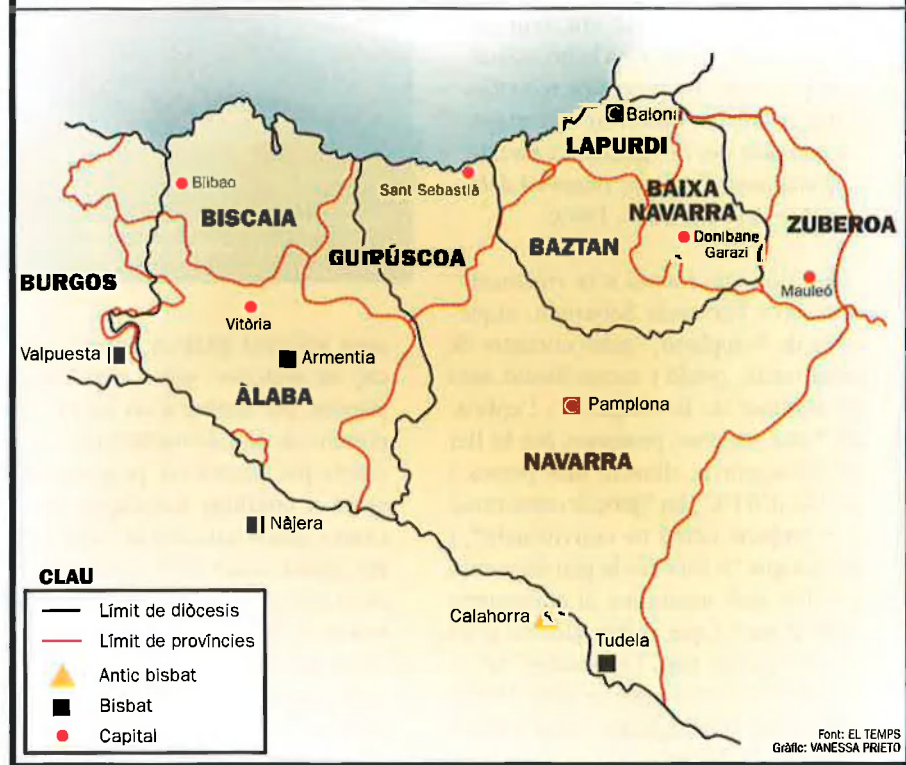 Baiona
LAPURDI
Bilbao
Sant Sebastià
BAIXA
NAVARRA
BISCAIA
ZUBEROA
BAZTAN
Donibane
Garazi
GUIPÚSCOA
BURGOS
Mauleó
Vitòria
Valpuesta
Armentia
ÀLABA
C Pamplona
NAVARRA
Nàjera
CLAU
Límit de diòcesis
Límit de províncies
Antic bisbat
Bisbat
Capital
Calahorra
Tudela
Font: EL TEMPS
Gràfic: VANESSA PRIETO